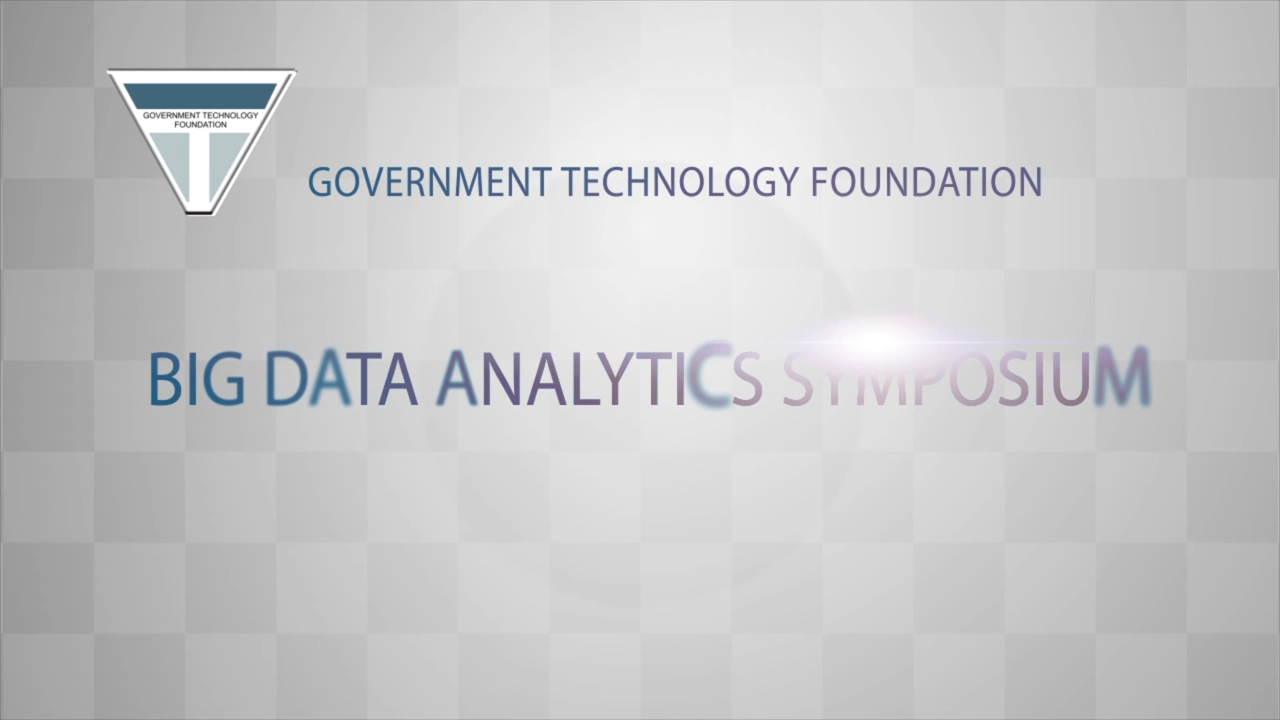 GOVERNMENT TECHNOLOGY
FOUNDATION
GOVERNMENT TECHNOLOGY FOUNDATION
BIG DATA ANALYTICS SYMPOSIUM